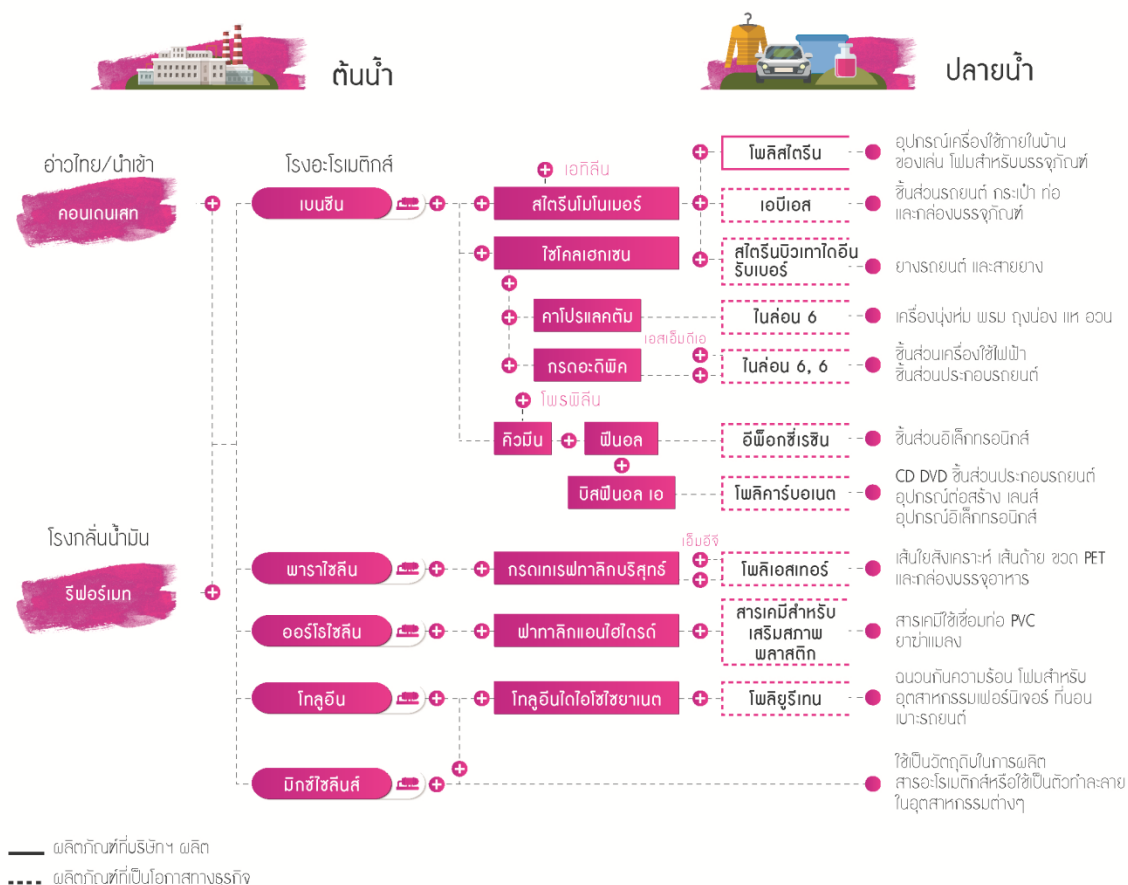 ต้นน้ำ
ปลายน้ำ
อ่าวไทย/นำเข้า
คอนเดนเสท
โรงกลั่นน้ำมัน
รีฟอร์เมท
โรงอะโรเมติกส์
เบนซีน
เอทิลีน
สไตรีนโมโนเมอร์
โพลิสไตรีน
อุปกรณ์เครื่องใช้ภายในบ้าน
ของเล่น โฟมสำหรับบรรจุภัณฑ์
เอบีเอส
ชิ้นส่วนรถยนต์ กระเป๋า ท่อ
และกล่องบรรจุภัณฑ์
ไซโคลเฮกเซน
สไตรีนบิวเทาไดอีน
รับเบอร์
ยางรถยนต์ และสายยาง
คาโปรแลคตัม
ไนล่อน 6
เครื่องนุ่งห่ม พรม ถุงน่อง แห อวน
เอสเอ็มดีเอ
กรดอะดิพิค
ไนล่อน 6, 6
ชิ้นส่วนเครื่องใช้ไฟฟ้า
ชิ้นส่วนประกอบรถยนต์
โพรพิลีน
คิวมีน
ฟีนอล
อีพ็อกซี่เรซิน
ชิ้นส่วนอิเล็กทรอนิกส์
บิสฟีนอล เอ
โพลิคาร์บอเนต
CD DVD ชิ้นส่วนประกอบรถยนต์
อุปกรณ์ต่อสร้าง เลนส์
อุปกรณ์อิเล็กทรอนิกส์
พาราไซลีน
กรดเทเรฟทาลิกบริสุทธ์
เอ็มอีจี
โพลิเอสเทอร์
เส้นใยสังเคราะห์ เส้นด้าย ขวด PET
และกล่องบรรจุอาหาร
ออร์โธไซลีน
ฟาทาลิกแอนไฮไดรด์
สารเคมีสำหรับ
เสริมสภาพ
พลาสติก
สารเคมีใช้เชื่อมท่อ PVC
ยาฆ่าแมลง
โทลูอีน
โทลูอีนไดไอโซไซยาเนต
โพลิยูรีเทน
ฉนวนกันความร้อน โฟมสำหรับ
อุตสาหกรรมเฟอร์นิเจอร์ ที่นอน
เบาะรถยนต์
มิกซ์ไซลีนส์
ใช้เป็นวัตถุดิบในการผลิต
สารอะโรเมติกส์หรือใช้เป็นตัวทำละลาย
ในอุตสาหกรรมต่างๆ
ผลิตภัณฑ์ที่บริษัทฯ ผลิต
ผลิตภัณฑ์ที่เป็นโอกาสทางธุรกิจ